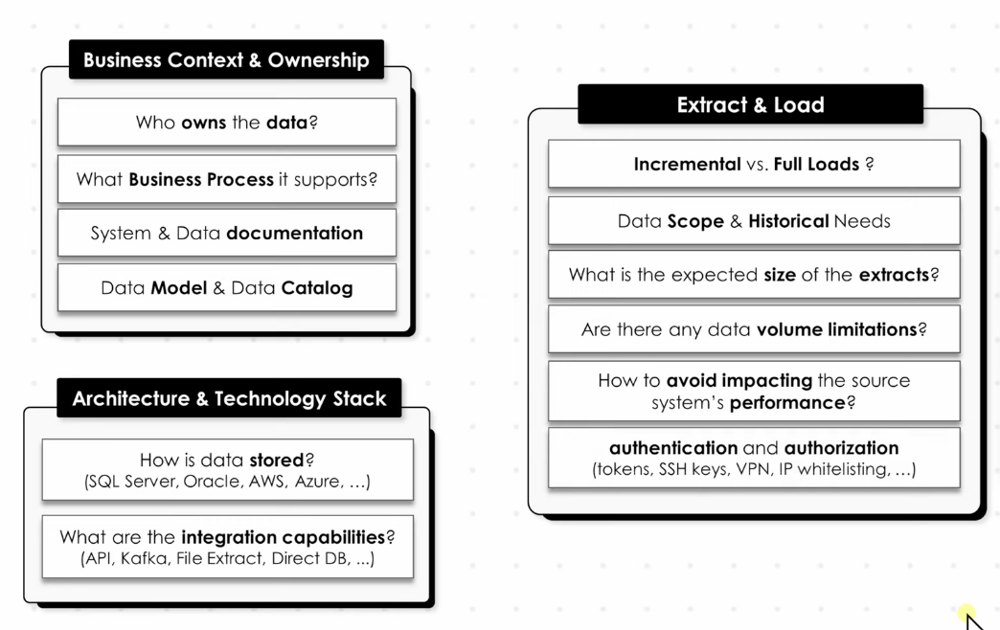 Business Context & Ownership
Who owns the data?
What Business Process it supports?
System & Data documentation
Data Model & Data Catalog
Architecture & Technology Stack
How is data stored?
(SQL Server, Oracle, AWS, Azure, ...)
What are the integration capabilities?
(API, Kafka, File Extract, Direct DB, ...)
Extract & Load
Incremental vs. Full Loads ?
Data Scope & Historical Needs
What is the expected size of the extracts?
Are there any data volume limitations?
How to avoid impacting the source
system's performance?
authentication and authorization
(tokens, SSH keys, VPN, IP whitelisting, ...)